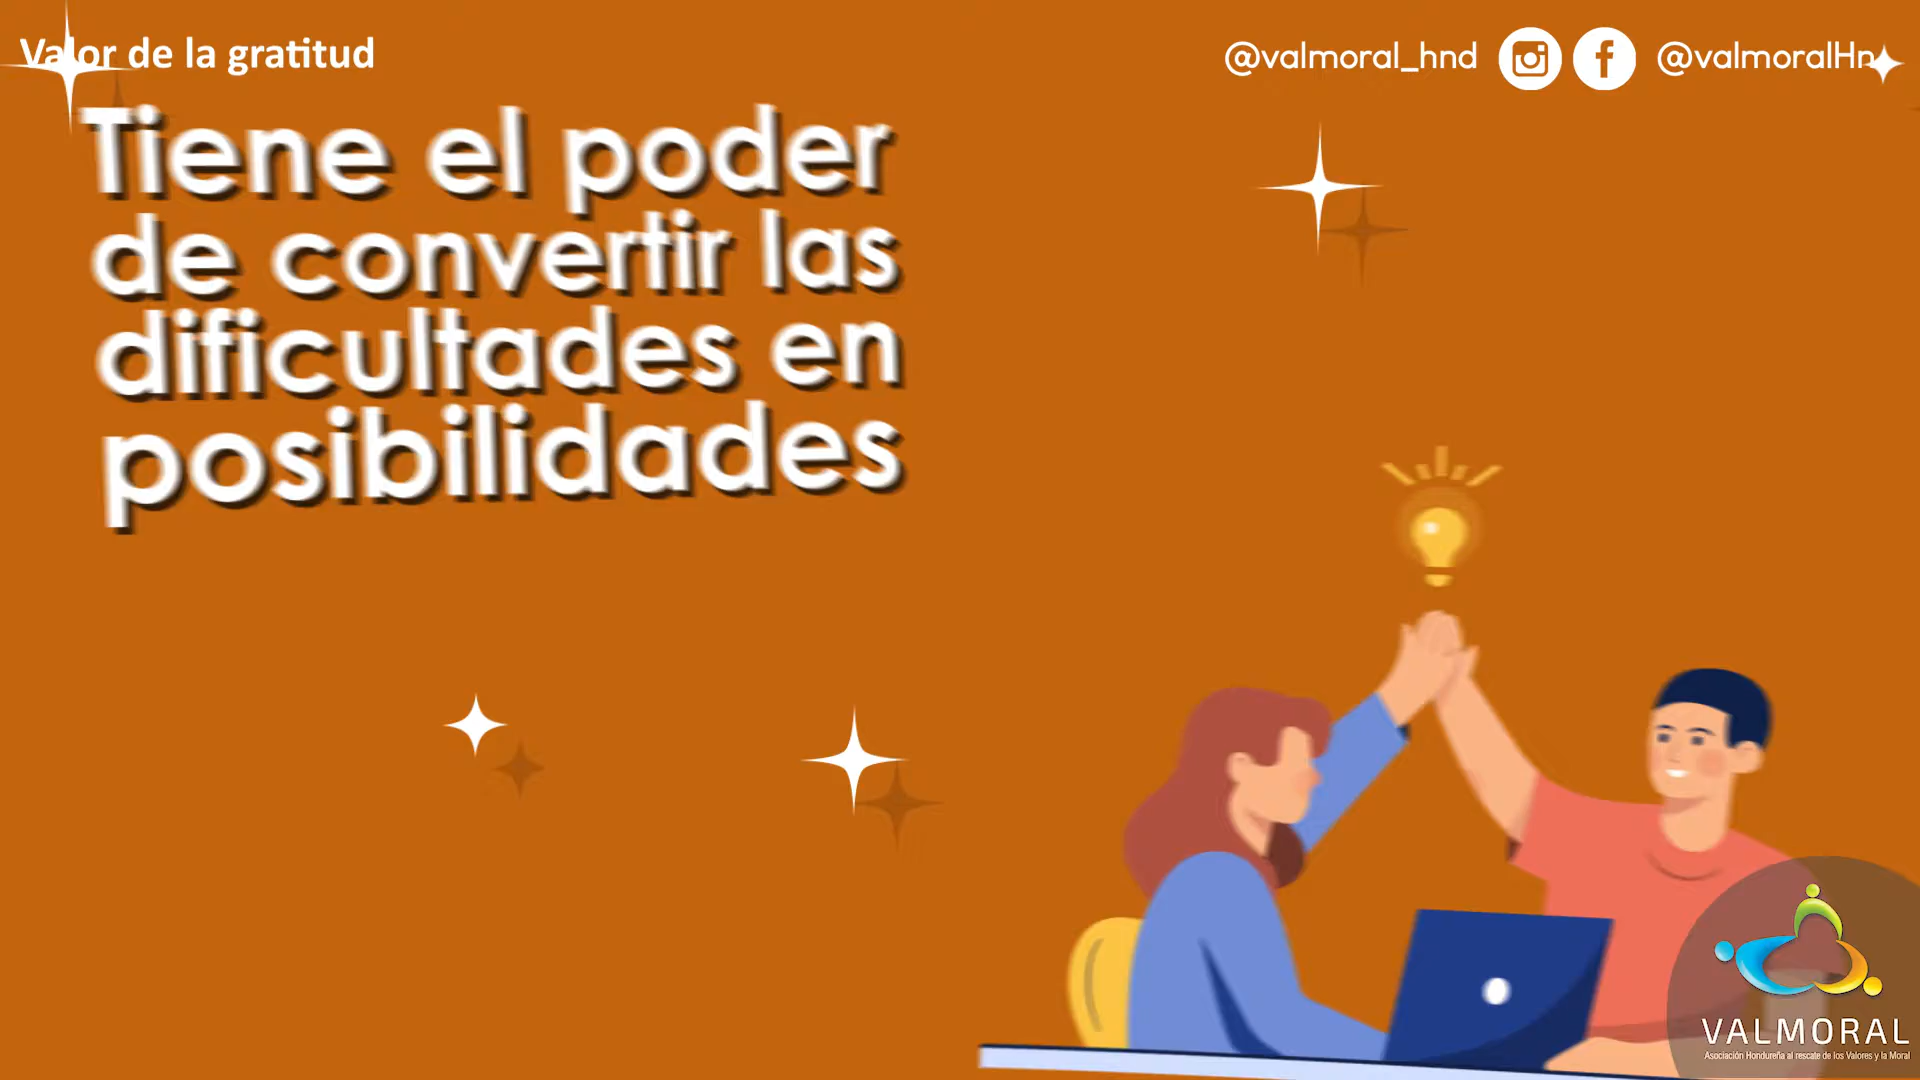 Valor de la gratitud
@valmoral_hnd
@valmoralHn
Tiene el poder
de convertir las
dificultades en
posibilidades
VALMORAL
Asociación Hondureña al rescate de los Valores y la Moral